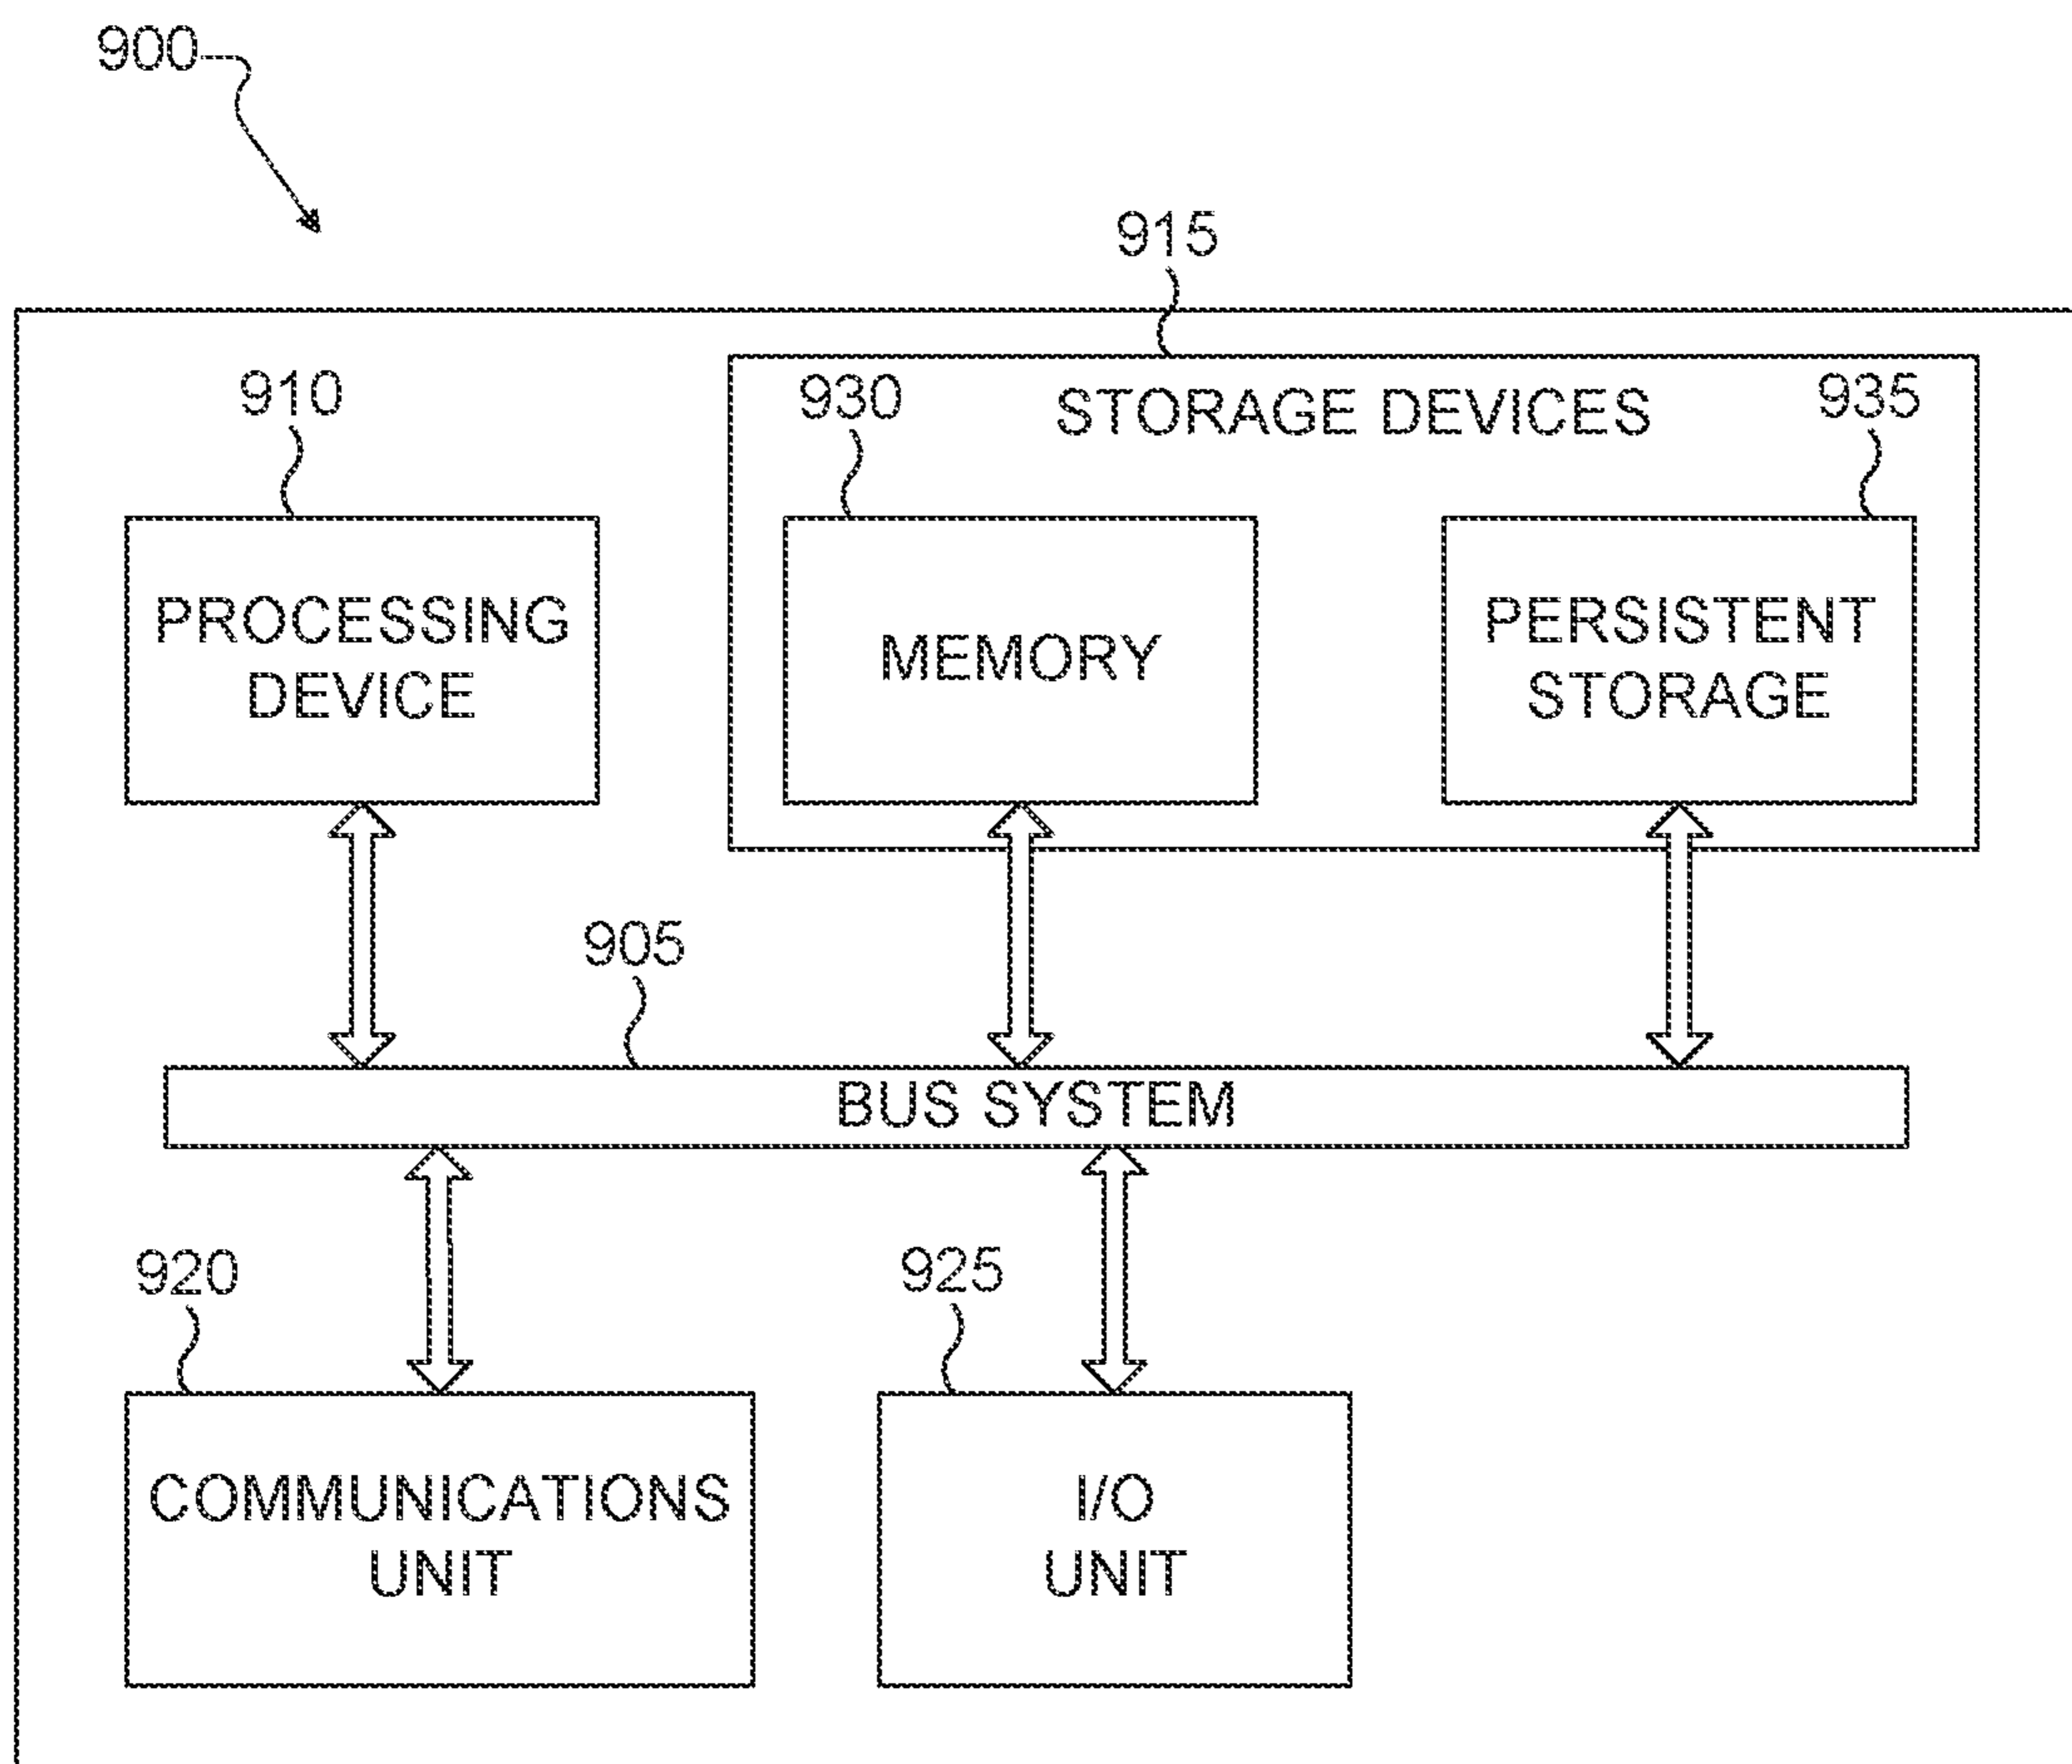 900
915
910
930
STORAGE DEVICES
935
PROCESSING
DEVICE
MEMORY
PERSISTENT
STORAGE
905
BUS SYSTEM
920
925
COMMUNICATIONS
UNIT
I/O
UNIT